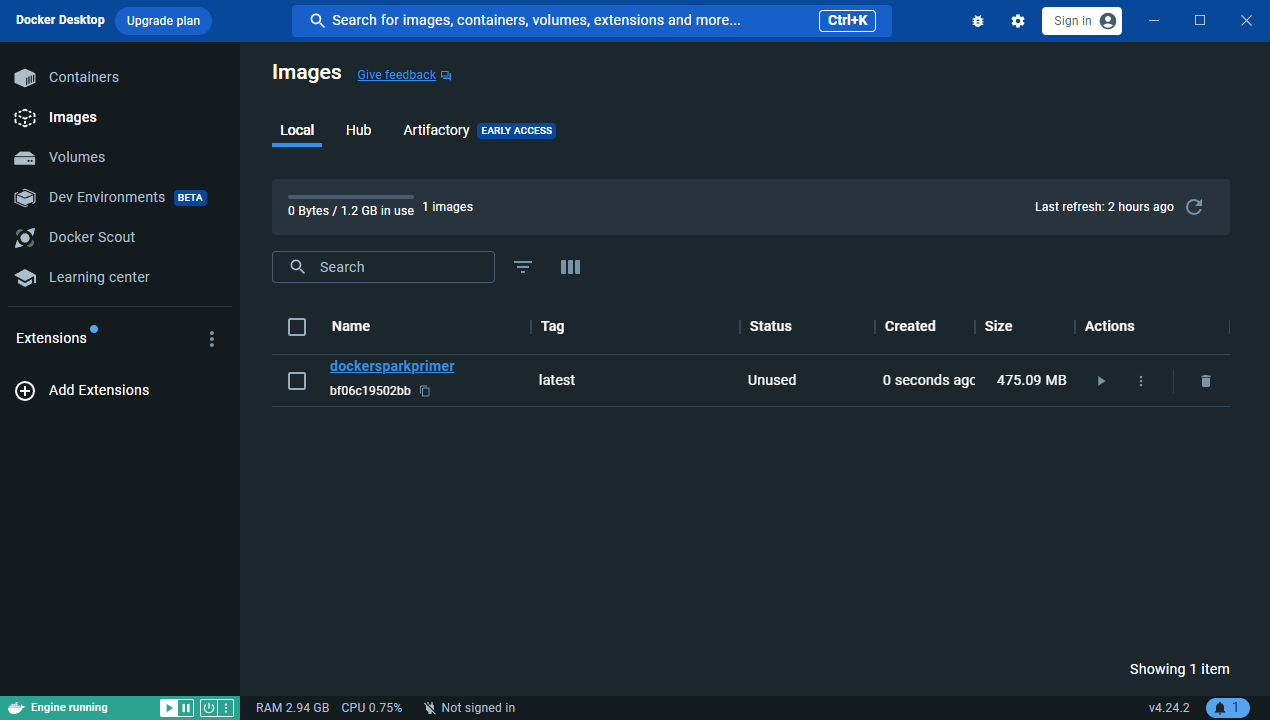 Docker Desktop
Upgrade plan
Search for images, containers, volumes, extensions and more...
Ctrl+K
Sign in
Containers
Images
Volumes
Dev Environments BETA
Docker Scout
Learning center
Extensions
Add Extensions
Images
Give feedback
Local
Hub
Artifactory EARLY ACCESS
0 Bytes / 1.2 GB in use
1 images
Last refresh: 2 hours ago
Search
Name Tag Status Created Size Actions
dockersparkprimer
bf06c19502bb
latest
Unused
0 seconds agc
475.09 MB
Showing 1 item
Engine running
RAM 2.94 GB CPU 0.75% Not signed in
v4.24.2
1